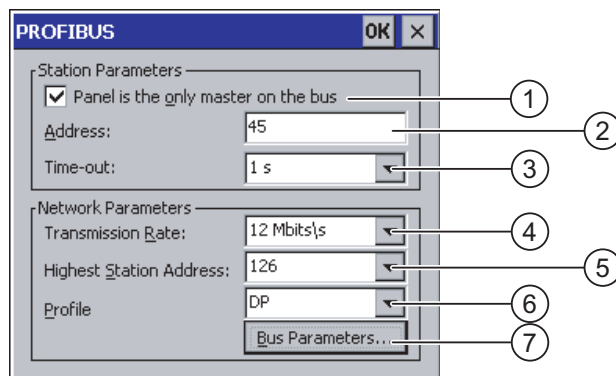 PROFIBUS OK ×
Station Parameters
Panel is the only master on the bus 1
Address: 45 2
Time-out: 1 s 3
Network Parameters
Transmission Rate: 12 Mbits\s 4
Highest Station Address: 126 5
Profile DP 6
Bus Parameters... 7